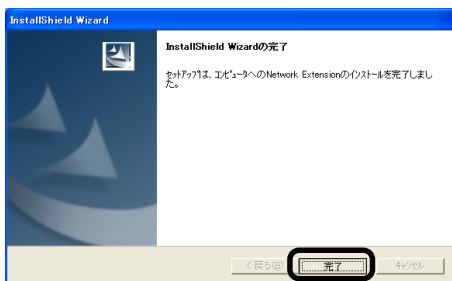 InstallShield Wizard
InstallShield Wizardの完了
セットアップは、コンピュータへのNetwork Extensionのインストールを完了しまし
た。
< 戻る(B)
完了
キャンセル